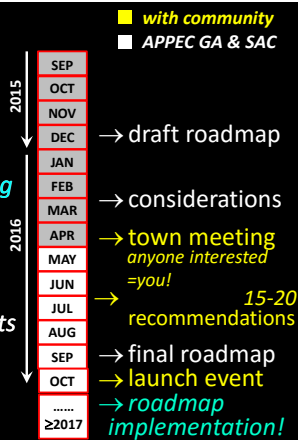 with community
APPEC GA & SAC
2015
SEP
OCT
NOV
DEC → draft roadmap
2016
JAN
FEB
ng
MAR → considerations
APR → town meeting
MAY anyone interested
=you!
JUN
JUL → 15-20
recommendations
ts
AUG
SEP → final roadmap
OCT → launch event
...... → roadmap
≥2017 implementation!